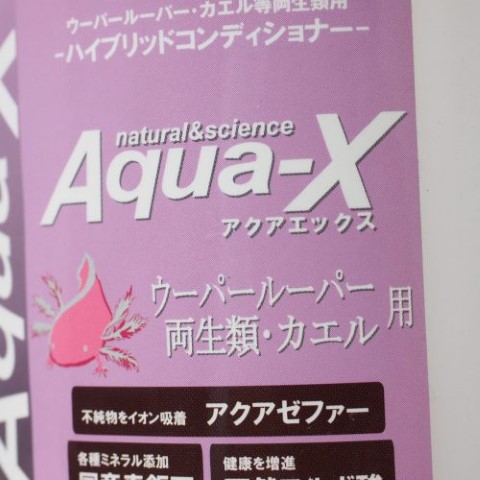 ウーパールーパー・カエル等両生類用
-ハイブリッドコンディショナー-
natural&science
Aqua-X
アクアエックス
ウーパールーパー
両生類・カエル用
不純物をイオン吸着 アクアゼファー
各種ミネラル添加
健康を増進
Aqua-X